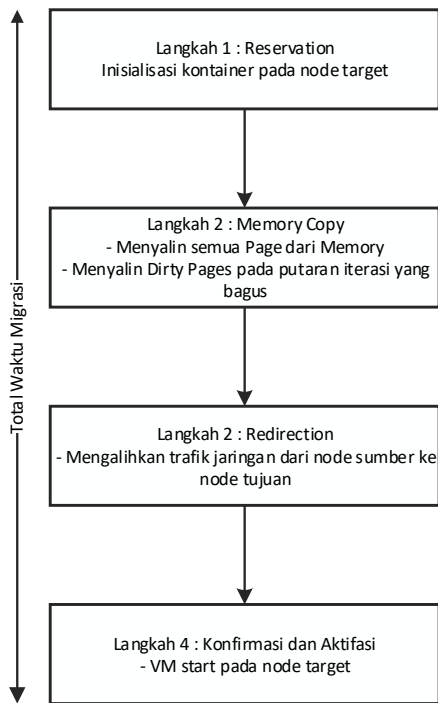 Total Waktu Migrasi
Langkah 1 : Reservation
Inisialisasi kontainer pada node target
Langkah 2 : Memory Copy
- Menyalin semua Page dari Memory
- Menyalin Dirty Pages pada putaran iterasi yang
bagus
Langkah 2 : Redirection
- Mengalihkan trafik jaringan dari node sumber ke
node tujuan
Langkah 4 : Konfirmasi dan Aktifasi
- VM start pada node target